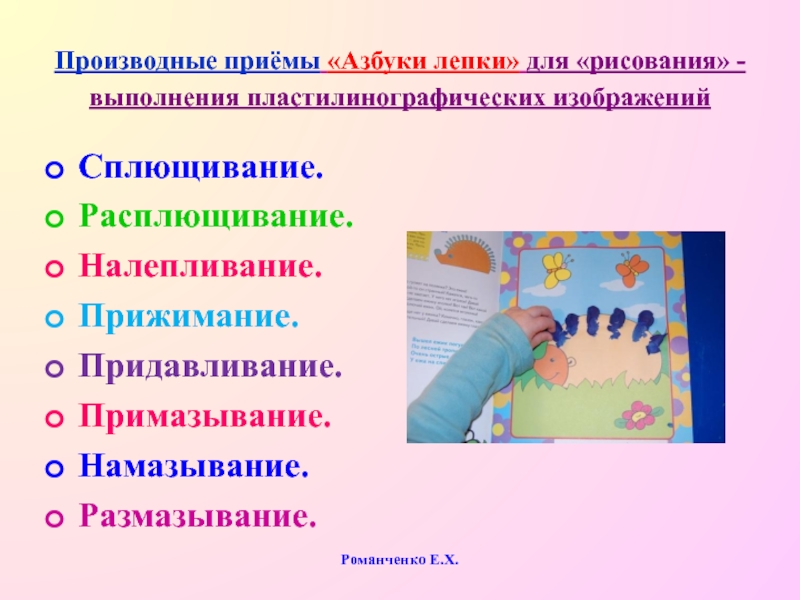 Производные приёмы «Азбуки лепки» для «рисования» -
выполнения пластилинографических изображений
Сплющивание.
Расплющивание.
Налепливание.
Прижимание.
Придавливание.
Примазывание.
Намазывание.
Размазывание.
Романченко Е.Х.